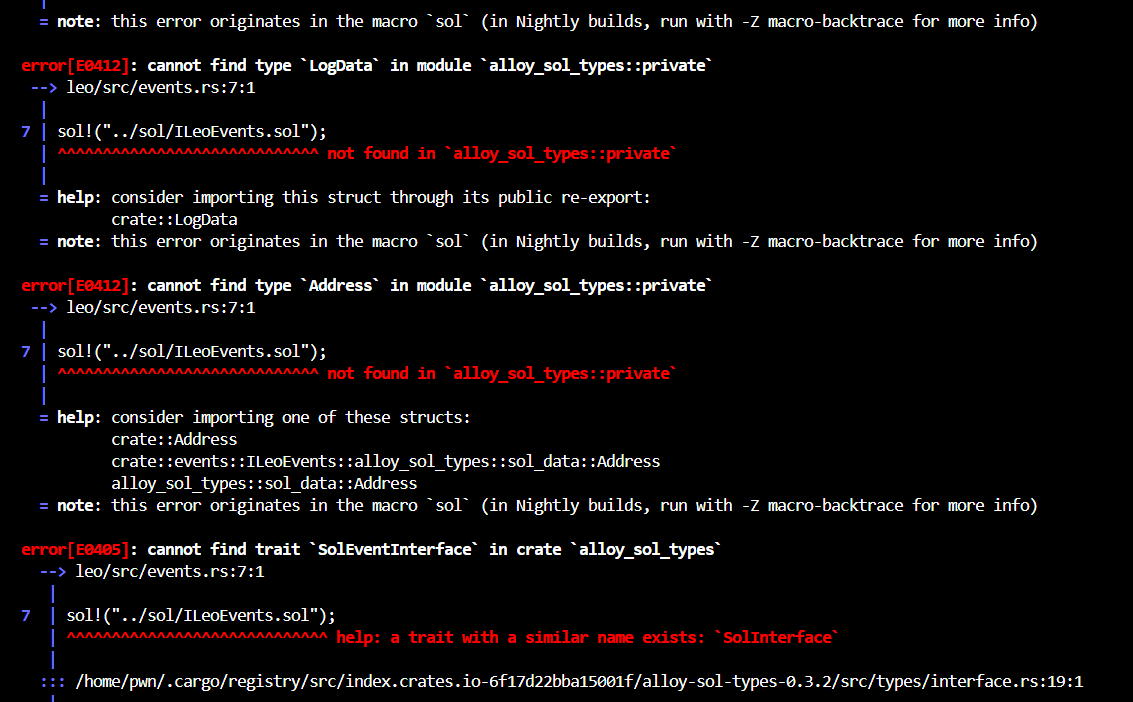 |
= note: this error originates in the macro `sol` (in Nightly builds, run with -Z macro-backtrace for more info)
error[E0412]: cannot find type `LogData` in module `alloy_sol_types::private`
--> leo/src/events.rs:7:1
|
7 | sol!("../sol/ILeoEvents.sol");
| ^^^^^^^^^^^^^^^^^^^^^^^^^^^^^ not found in `alloy_sol_types::private`
|
= help: consider importing this struct through its public re-export:
crate::LogData
= note: this error originates in the macro `sol` (in Nightly builds, run with -Z macro-backtrace for more info)
error[E0412]: cannot find type `Address` in module `alloy_sol_types::private`
--> leo/src/events.rs:7:1
|
7 | sol!("../sol/ILeoEvents.sol");
| ^^^^^^^^^^^^^^^^^^^^^^^^^^^^^ not found in `alloy_sol_types::private`
|
= help: consider importing one of these structs:
crate::Address
crate::events::ILeoEvents::alloy_sol_types::sol_data::Address
alloy_sol_types::sol_data::Address
= note: this error originates in the macro `sol` (in Nightly builds, run with -Z macro-backtrace for more info)
error[E0405]: cannot find trait `SolEventInterface` in crate `alloy_sol_types`
--> leo/src/events.rs:7:1
|
7 | sol!("../sol/ILeoEvents.sol");
| ^^^^^^^^^^^^^^^^^^^^^^^^^^^^^ help: a trait with a similar name exists: `SolInterface`
|
::: /home/pwn/.cargo/registry/src/index.crates.io-6f17d22bba15001f/alloy-sol-types-0.3.2/src/types/interface.rs:19:1
|